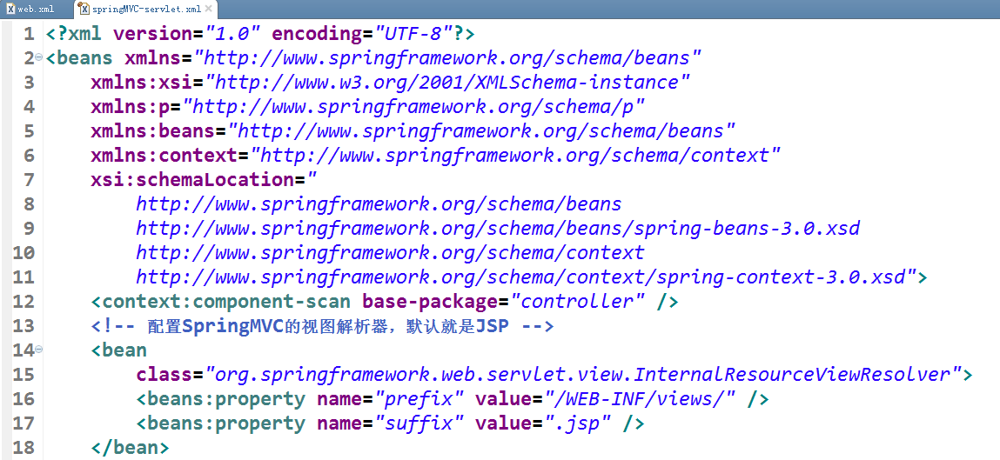 web.xml springMVC-servlet.xml
1 <?xml version="1.0" encoding="UTF-8"?>
2 <beans xmlns="http://www.springframework.org/schema/beans"
3 xmlns:xsi="http://www.w3.org/2001/XMLSchema-instance"
4 xmlns:p="http://www.springframework.org/schema/p"
5 xmlns:beans="http://www.springframework.org/schema/beans"
6 xmlns:context="http://www.springframework.org/schema/context"
7 xsi:schemaLocation="
8 http://www.springframework.org/schema/beans
9 http://www.springframework.org/schema/beans/spring-beans-3.0.xsd
10 http://www.springframework.org/schema/context
11 http://www.springframework.org/schema/context/spring-context-3.0.xsd">
12 <context:component-scan base-package="controller" />
13 <!-- 配置SpringMVC的视图解析器，默认就是JSP -->
14 <bean
15 class="org.springframework.web.servlet.view.InternalResourceViewResolver">
16 <beans:property name="prefix" value="/WEB-INF/views/" />
17 <beans:property name="suffix" value=".jsp" />
18 </bean>